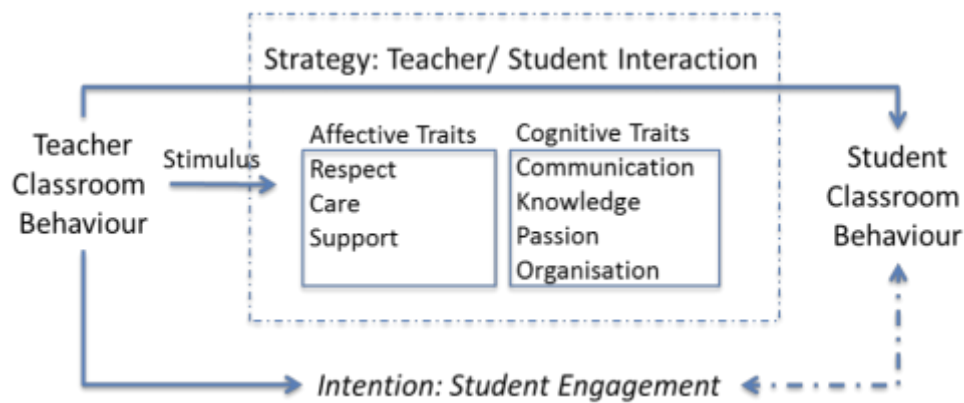 Strategy: Teacher/ Student Interaction
Teacher
Classroom
Behaviour
Stimulus
Affective Traits
Respect
Care
Support
Cognitive Traits
Communication
Knowledge
Passion
Organisation
Student
Classroom
Behaviour
Intention: Student Engagement